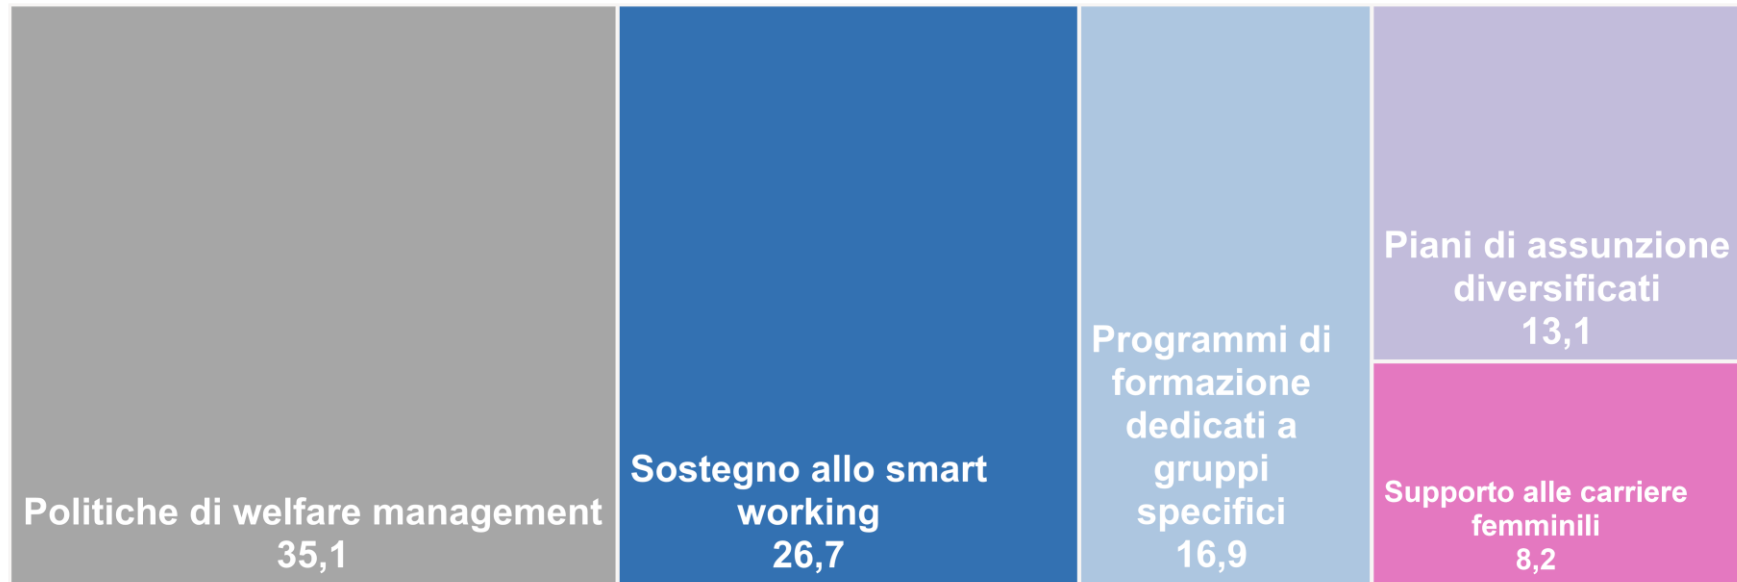 Politiche di welfare management
35,1
Sostegno allo smart
working
26,7
Programmi di
formazione
dedicati a
gruppi
specifici
16,9
Piani di assunzione
diversificati
13,1
Supporto alle carriere
femminili
8,2